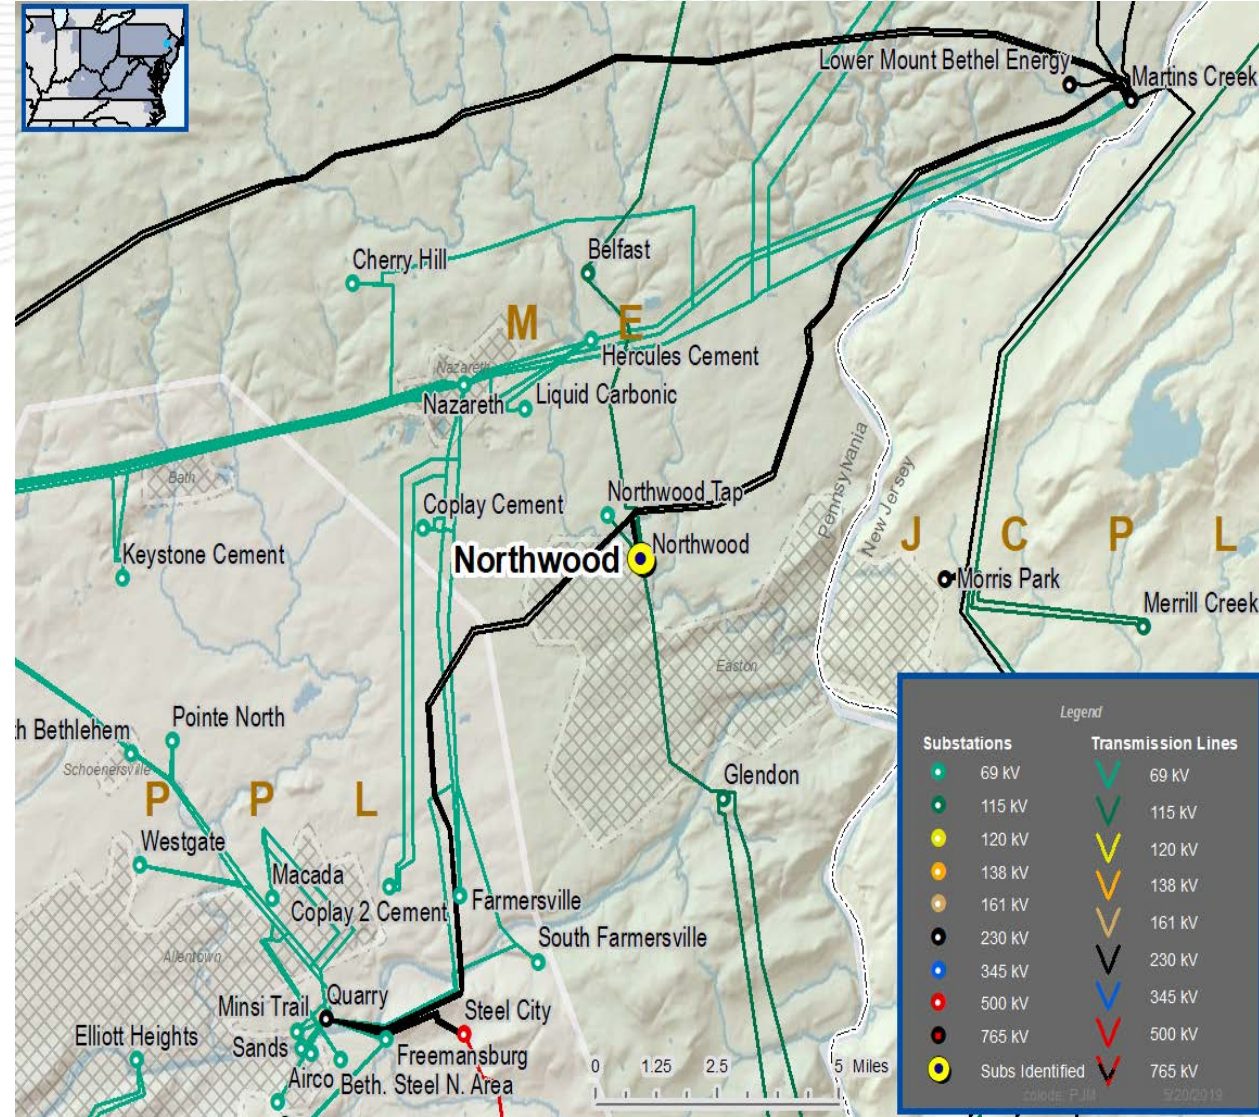 Lower Mount Bethel Energy
Martins Creek
Cherry Hill
Belfast
M E
Hercules Cement
Nazareth
Nazareth
Liquid Carbonic
Bath
Coplay Cement
Northwood Tap
Pennsylvania
New Jersey
J C P L
Keystone Cement
Northwood
Northwood
Morris Park
Merrill Creek
Easton
th Bethlehem
Pointe North
Schoenersville
P P L
Glendon
Westgate
Macada
Coplay 2 Cement
Farmersville
South Farmersville
Allentown
Minsi Trail
Quarry
Steel City
Elliott Heights
Sands
Freemansburg
Airco
Beth. Steel N. Area
0 1.25 2.5 5 Miles
Legend
Substations
69 kV
115 kV
120 kV
138 kV
161 kV
230 kV
345 kV
500 kV
765 kV
Subs Identified
Transmission Lines
69 kV
115 kV
120 kV
138 kV
161 kV
230 kV
345 kV
500 kV
765 kV
PJM
5/20/2019